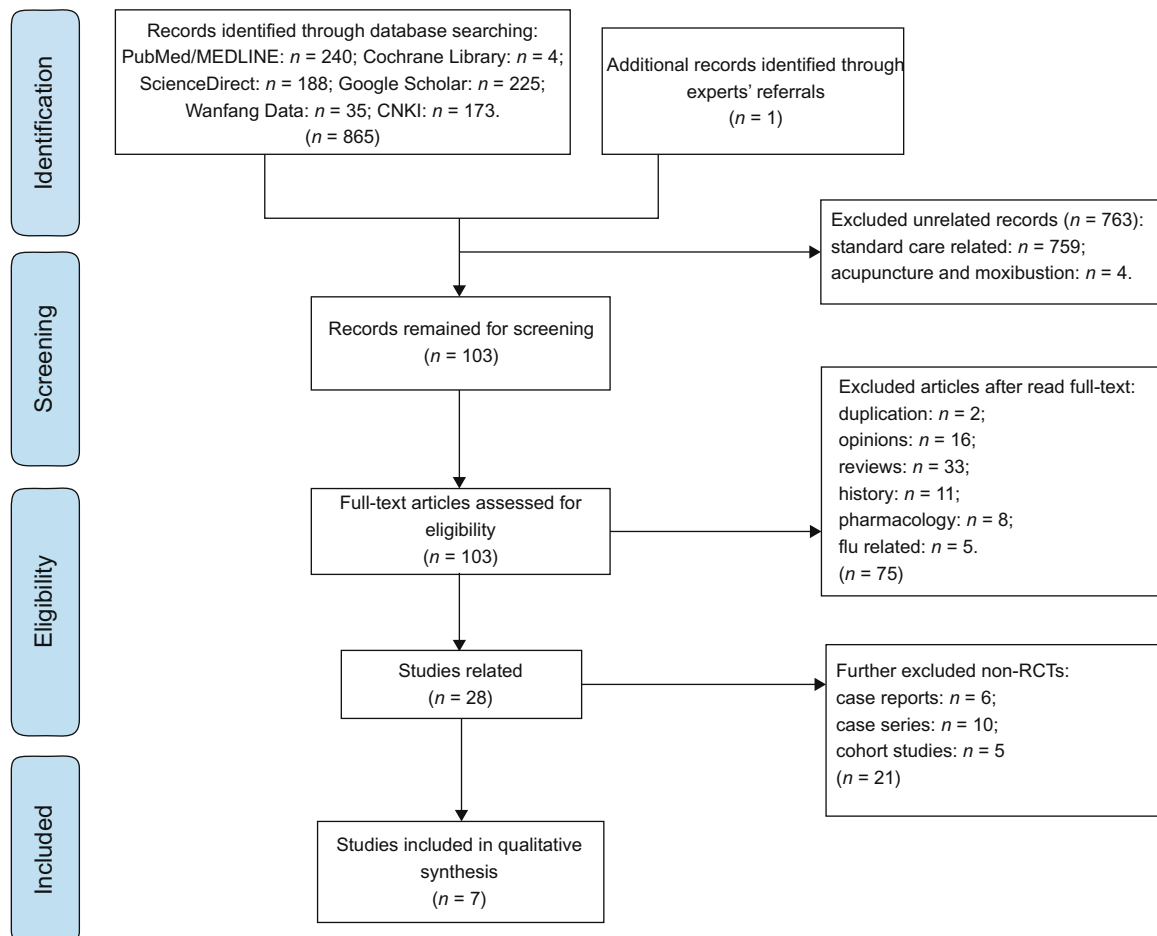 Identification
Records identified through database searching:
PubMed/MEDLINE: n = 240; Cochrane Library: n = 4;
ScienceDirect: n = 188; Google Scholar: n = 225;
Wanfang Data: n = 35; CNKI: n = 173.
(n = 865)
Additional records identified through
experts' referrals
(n = 1)
Excluded unrelated records (n = 763):
standard care related: n = 759;
acupuncture and moxibustion: n = 4.
Screening
Records remained for screening
(n = 103)
Excluded articles after read full-text:
duplication: n = 2;
opinions: n = 16;
reviews: n = 33;
history: n = 11;
pharmacology: n = 8;
flu related: n = 5.
(n = 75)
Eligibility
Full-text articles assessed for
eligibility
(n = 103)
Studies related
(n = 28)
Further excluded non-RCTs:
case reports: n = 6;
case series: n = 10;
cohort studies: n = 5
(n = 21)
Included
Studies included in qualitative
synthesis
(n = 7)